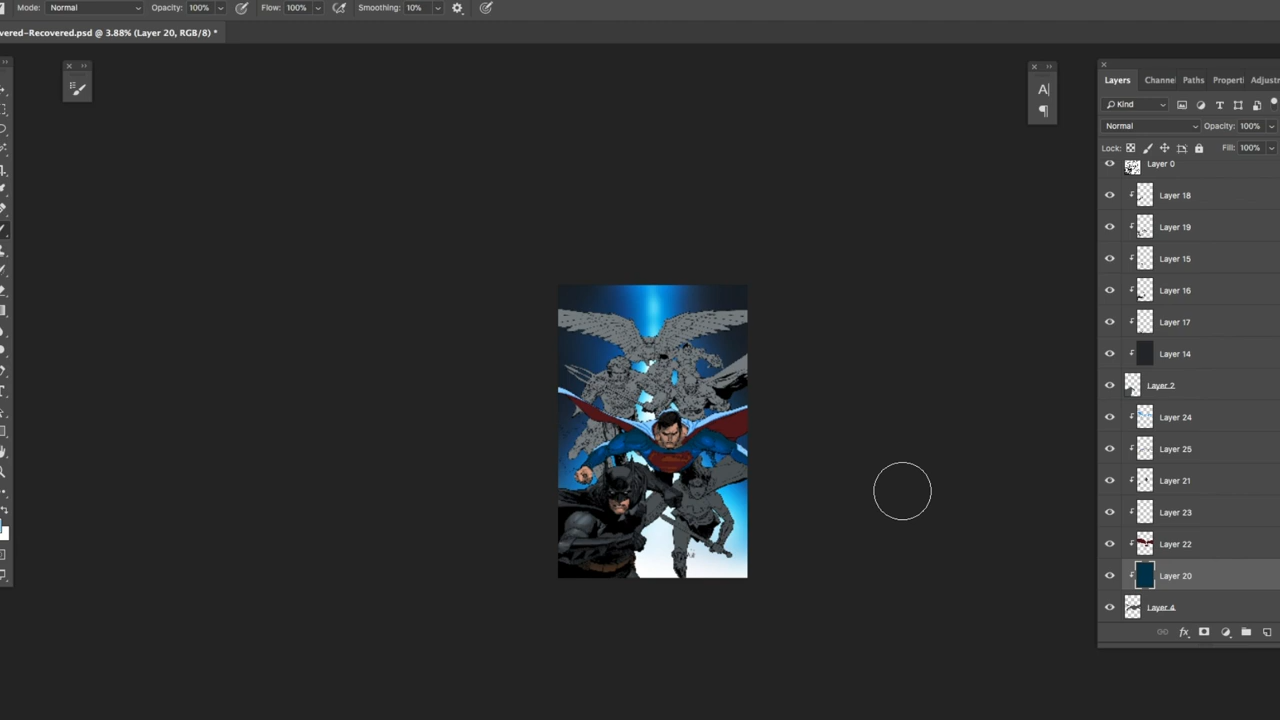 Mode: Normal Opacity: 100% Flow: 100% Smoothing: 10%
vered-Recovered.psd @ 3.88% (Layer 20, RGB/8) *
Layers Channe Paths Properti Adjustr
Kind
Normal Opacity: 100%
Lock: Fill: 100%
Layer 0
Layer 18
Layer 19
Layer 15
Layer 16
Layer 17
Layer 14
Layer 2
Layer 24
Layer 25
Layer 21
Layer 23
Layer 22
Layer 20
Layer 4